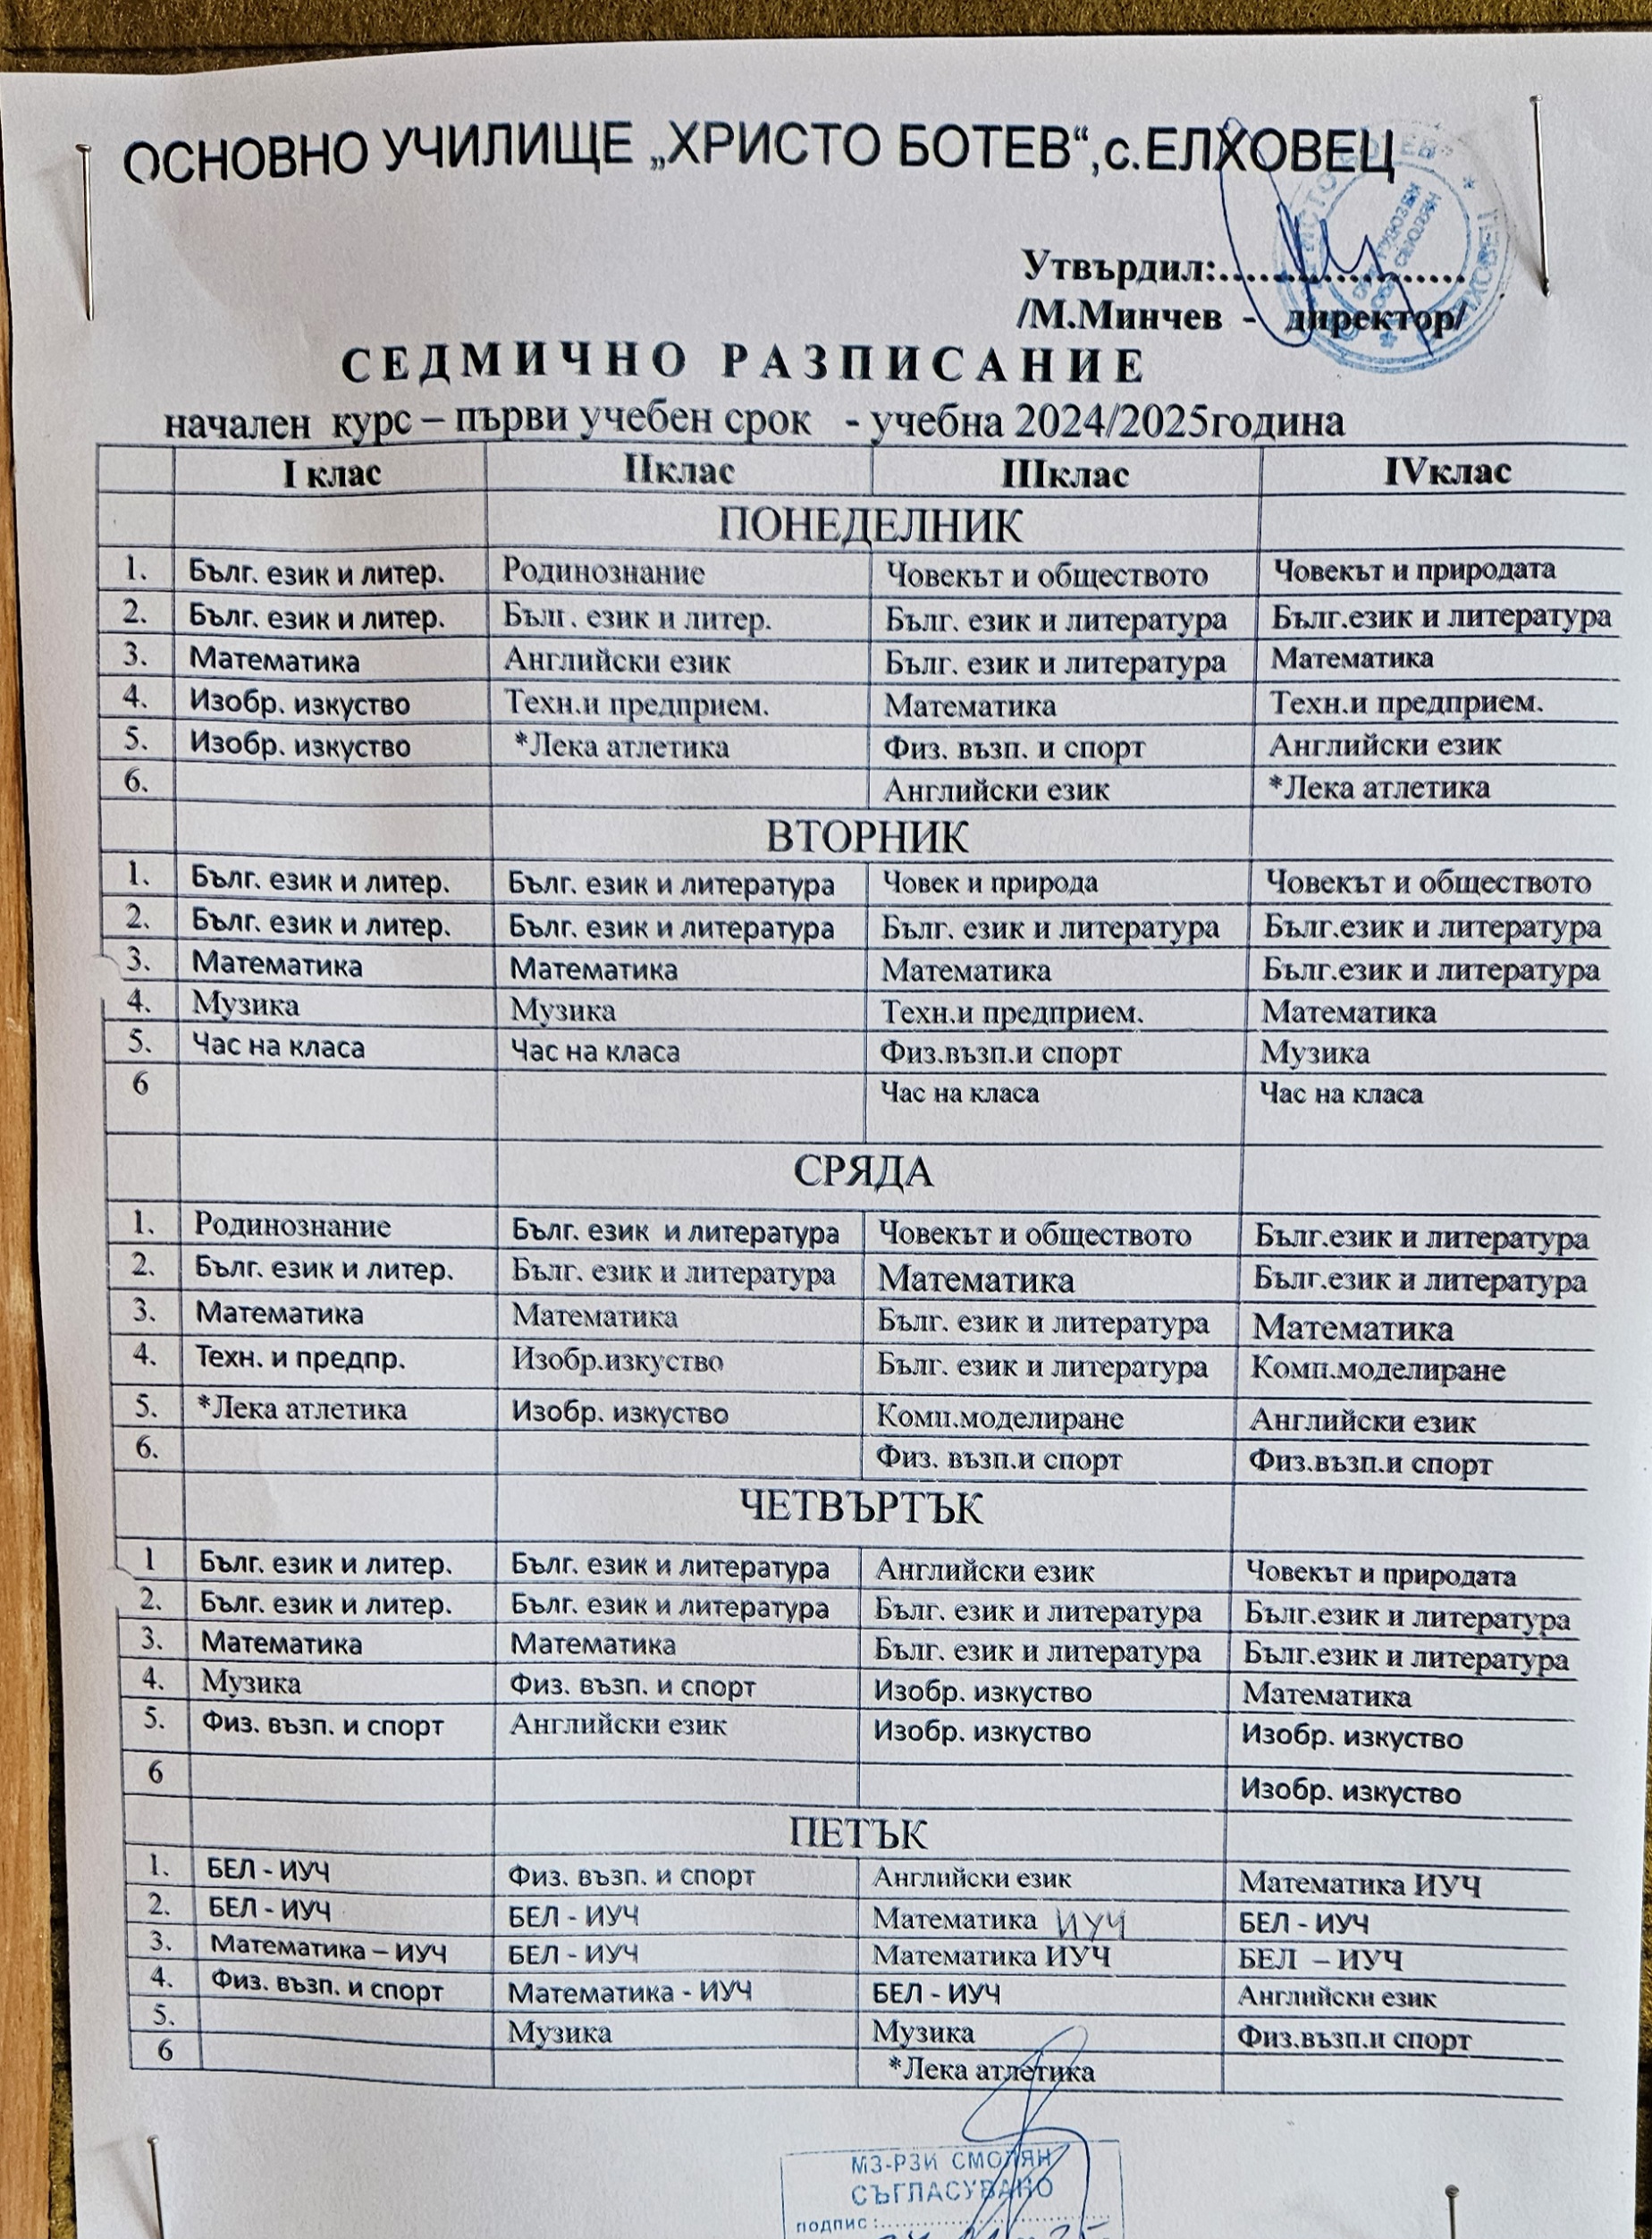 ОСНОВНО УЧИЛИЩЕ „ХРИСТО БОТЕВ“,с.ЕЛХОВЕЦ
Утвърдил:......................
/М.Минчев - директор/
СЕДМИЧНО РАЗПИСАНИЕ
начален курс – първи учебен срок - учебна 2024/2025година
I клас IIклас IIIклас IVклас
ПОНЕДЕЛНИК
1. Бълг. език и литер. Родинознание Човекът и обществото Човекът и природата
2. Бълг. език и литер. Бълг. език и литер. Бълг. език и литература Бълг.език и литература
3. Математика Английски език Бълг. език и литература Математика
4. Изобр. изкуство Техн.и предприем. Математика Техн.и предприем.
5. Изобр. изкуство *Лека атлетика Физ. възп. и спорт Английски език
6. Английски език *Лека атлетика
ВТОРНИК
1. Бълг. език и литер. Бълг. език и литература Човек и природа Човекът и обществото
2. Бълг. език и литер. Бълг. език и литература Бълг. език и литература Бълг.език и литература
3. Математика Математика Математика Бълг.език и литература
4. Музика Музика Техн.и предприем. Математика
5. Час на класа Час на класа Физ.възп.и спорт Музика
6 Час на класа Час на класа
СРЯДА
1. Родинознание Бълг. език и литература Човекът и обществото Бълг.език и литература
2. Бълг. език и литер. Бълг. език и литература Математика Бълг.език и литература
3. Математика Математика Бълг. език и литература Математика
4. Техн. и предпр. Изобр.изкуство Бълг. език и литература Комп.моделиране
5. *Лека атлетика Изобр. изкуство Комп.моделиране Английски език
6. Физ. възп.и спорт Физ.възп.и спорт
ЧЕТВЪРТЪК
1 Бълг. език и литер. Бълг. език и литература Английски език Човекът и природата
2. Бълг. език и литер. Бълг. език и литература Бълг. език и литература Бълг.език и литература
3. Математика Математика Бълг. език и литература Бълг.език и литература
4. Музика Физ. възп. и спорт Изобр. изкуство Математика
5. Физ. възп. и спорт Английски език Изобр. изкуство Изобр. изкуство
6 Изобр. изкуство
ПЕТЪК
1. БЕЛ - ИУЧ Физ. възп. и спорт Английски език Математика ИУЧ
2. БЕЛ - ИУЧ БЕЛ - ИУЧ Математика ИУЧ БЕЛ - ИУЧ
3. Математика – ИУЧ БЕЛ - ИУЧ Математика ИУЧ БЕЛ – ИУЧ
4. Физ. възп. и спорт Математика - ИУЧ БЕЛ - ИУЧ Английски език
5. Музика Музика Физ.възп.и спорт
6 *Лека атлетика
МЗ-РЗИ СМОЛЯН
СЪГЛАСУВАНО
подпис: